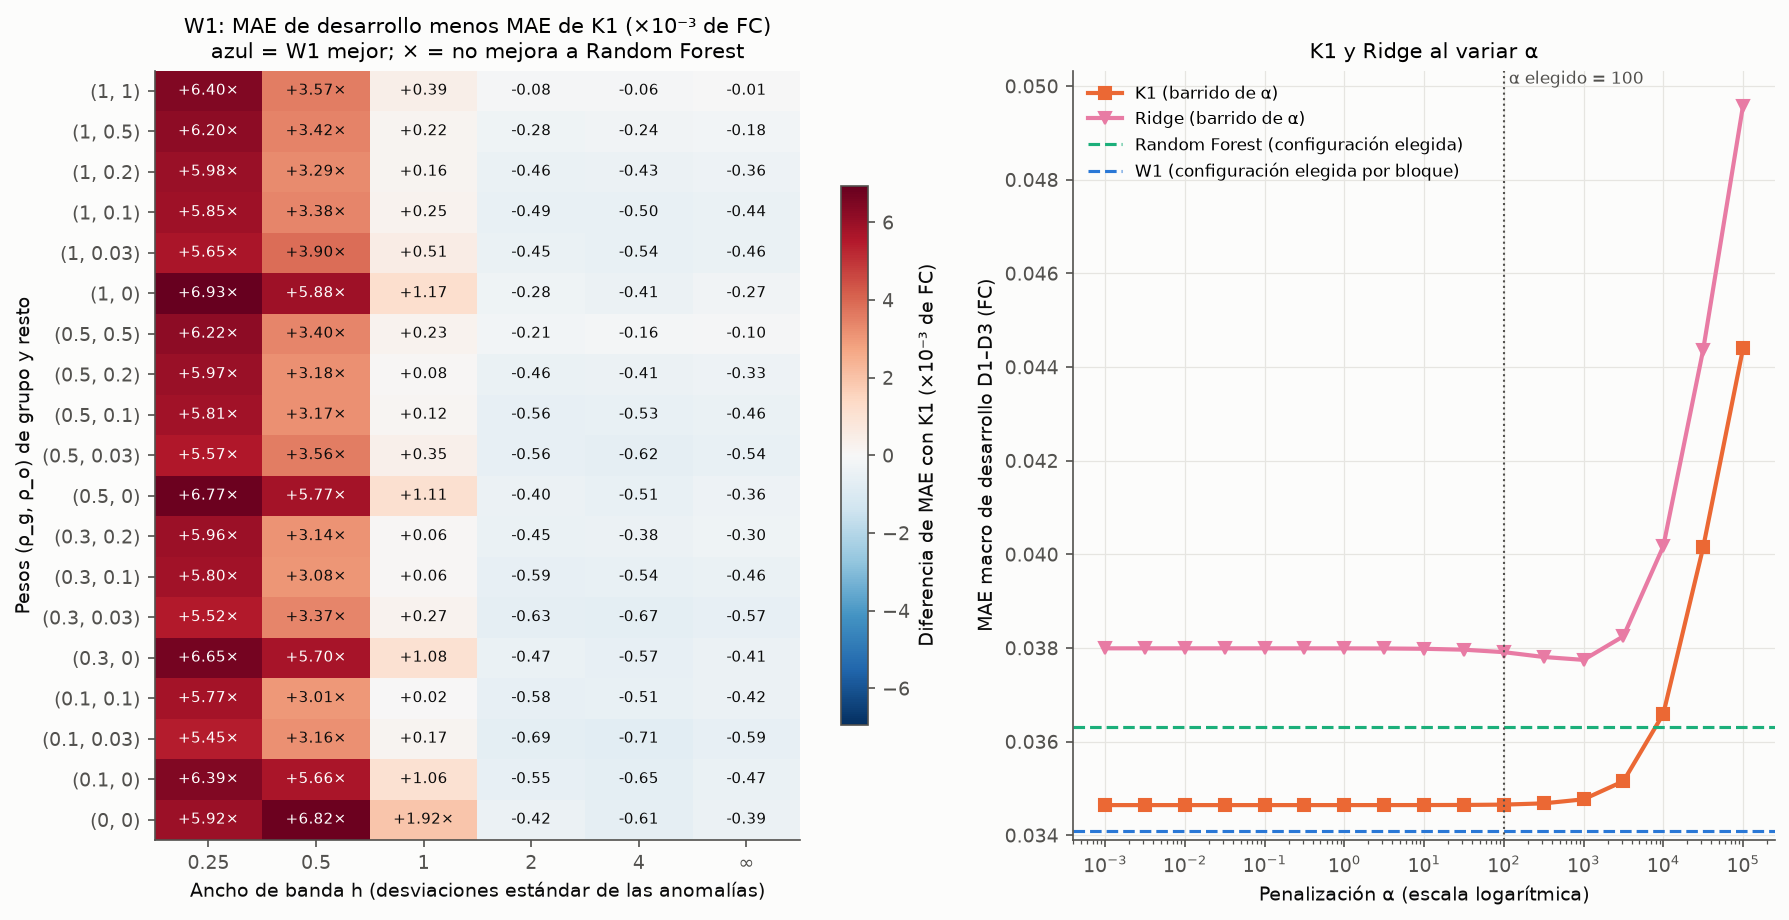 W1: MAE de desarrollo menos MAE de K1 (×10⁻³ de FC)
azul = W1 mejor; × = no mejora a Random Forest
Pesos (ρ_g, ρ_o) de grupo y resto
(1, 1) +6.40× +3.57× +0.39 -0.08 -0.06 -0.01
(1, 0.5) +6.20× +3.42× +0.22 -0.28 -0.24 -0.18
(1, 0.2) +5.98× +3.29× +0.16 -0.46 -0.43 -0.36
(1, 0.1) +5.85× +3.38× +0.25 -0.49 -0.50 -0.44
(1, 0.03) +5.65× +3.90× +0.51 -0.45 -0.54 -0.46
(1, 0) +6.93× +5.88× +1.17 -0.28 -0.41 -0.27
(0.5, 0.5) +6.22× +3.40× +0.23 -0.21 -0.16 -0.10
(0.5, 0.2) +5.97× +3.18× +0.08 -0.46 -0.41 -0.33
(0.5, 0.1) +5.81× +3.17× +0.12 -0.56 -0.53 -0.46
(0.5, 0.03) +5.57× +3.56× +0.35 -0.56 -0.62 -0.54
(0.5, 0) +6.77× +5.77× +1.11 -0.40 -0.51 -0.36
(0.3, 0.2) +5.96× +3.14× +0.06 -0.45 -0.38 -0.30
(0.3, 0.1) +5.80× +3.08× +0.06 -0.59 -0.54 -0.46
(0.3, 0.03) +5.52× +3.37× +0.27 -0.63 -0.67 -0.57
(0.3, 0) +6.65× +5.70× +1.08 -0.47 -0.57 -0.41
(0.1, 0.1) +5.77× +3.01× +0.02 -0.58 -0.51 -0.42
(0.1, 0.03) +5.45× +3.16× +0.17 -0.69 -0.71 -0.59
(0.1, 0) +6.39× +5.66× +1.06 -0.55 -0.65 -0.47
(0, 0) +5.92× +6.82× +1.92× -0.42 -0.61 -0.39
0.25 0.5 1 2 4 ∞
Ancho de banda h (desviaciones estándar de las anomalías)
6
4
2
0
−2
−4
−6
Diferencia de MAE con K1 (×10⁻³ de FC)
K1 y Ridge al variar α
α elegido = 100
K1 (barrido de α)
Ridge (barrido de α)
Random Forest (configuración elegida)
W1 (configuración elegida por bloque)
MAE macro de desarrollo D1–D3 (FC)
0.050
0.048
0.046
0.044
0.042
0.040
0.038
0.036
0.034
10⁻³ 10⁻² 10⁻¹ 10⁰ 10¹ 10² 10³ 10⁴ 10⁵
Penalización α (escala logarítmica)